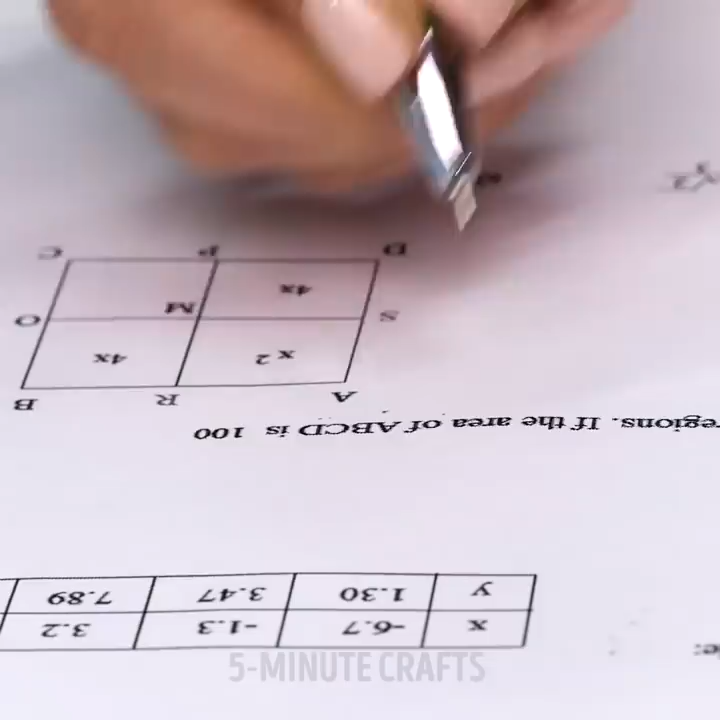 x -6.7 -1.3 3.2
y 1.30 3.47 7.89
regions. If the area of ABCD is 100
A R B
x 2 4x
S M O
4x
D P C
5-MINUTE CRAFTS